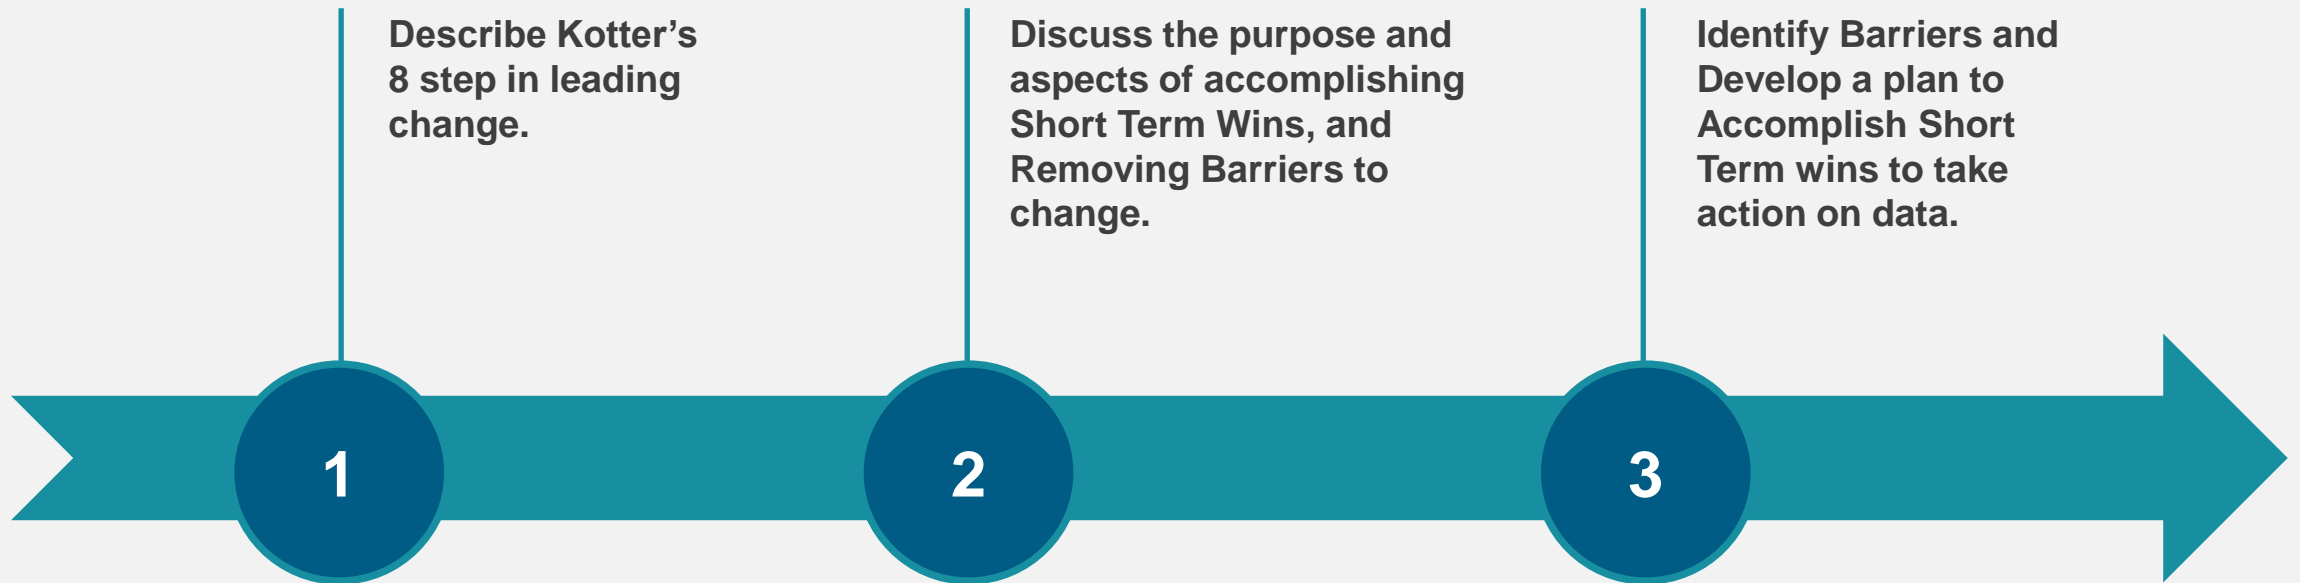 Describe Kotter’s
8 step in leading
change.
Discuss the purpose and
aspects of accomplishing
Short Term Wins, and
Removing Barriers to
change.
Identify Barriers and
Develop a plan to
Accomplish Short
Term wins to take
action on data.
1
2
3